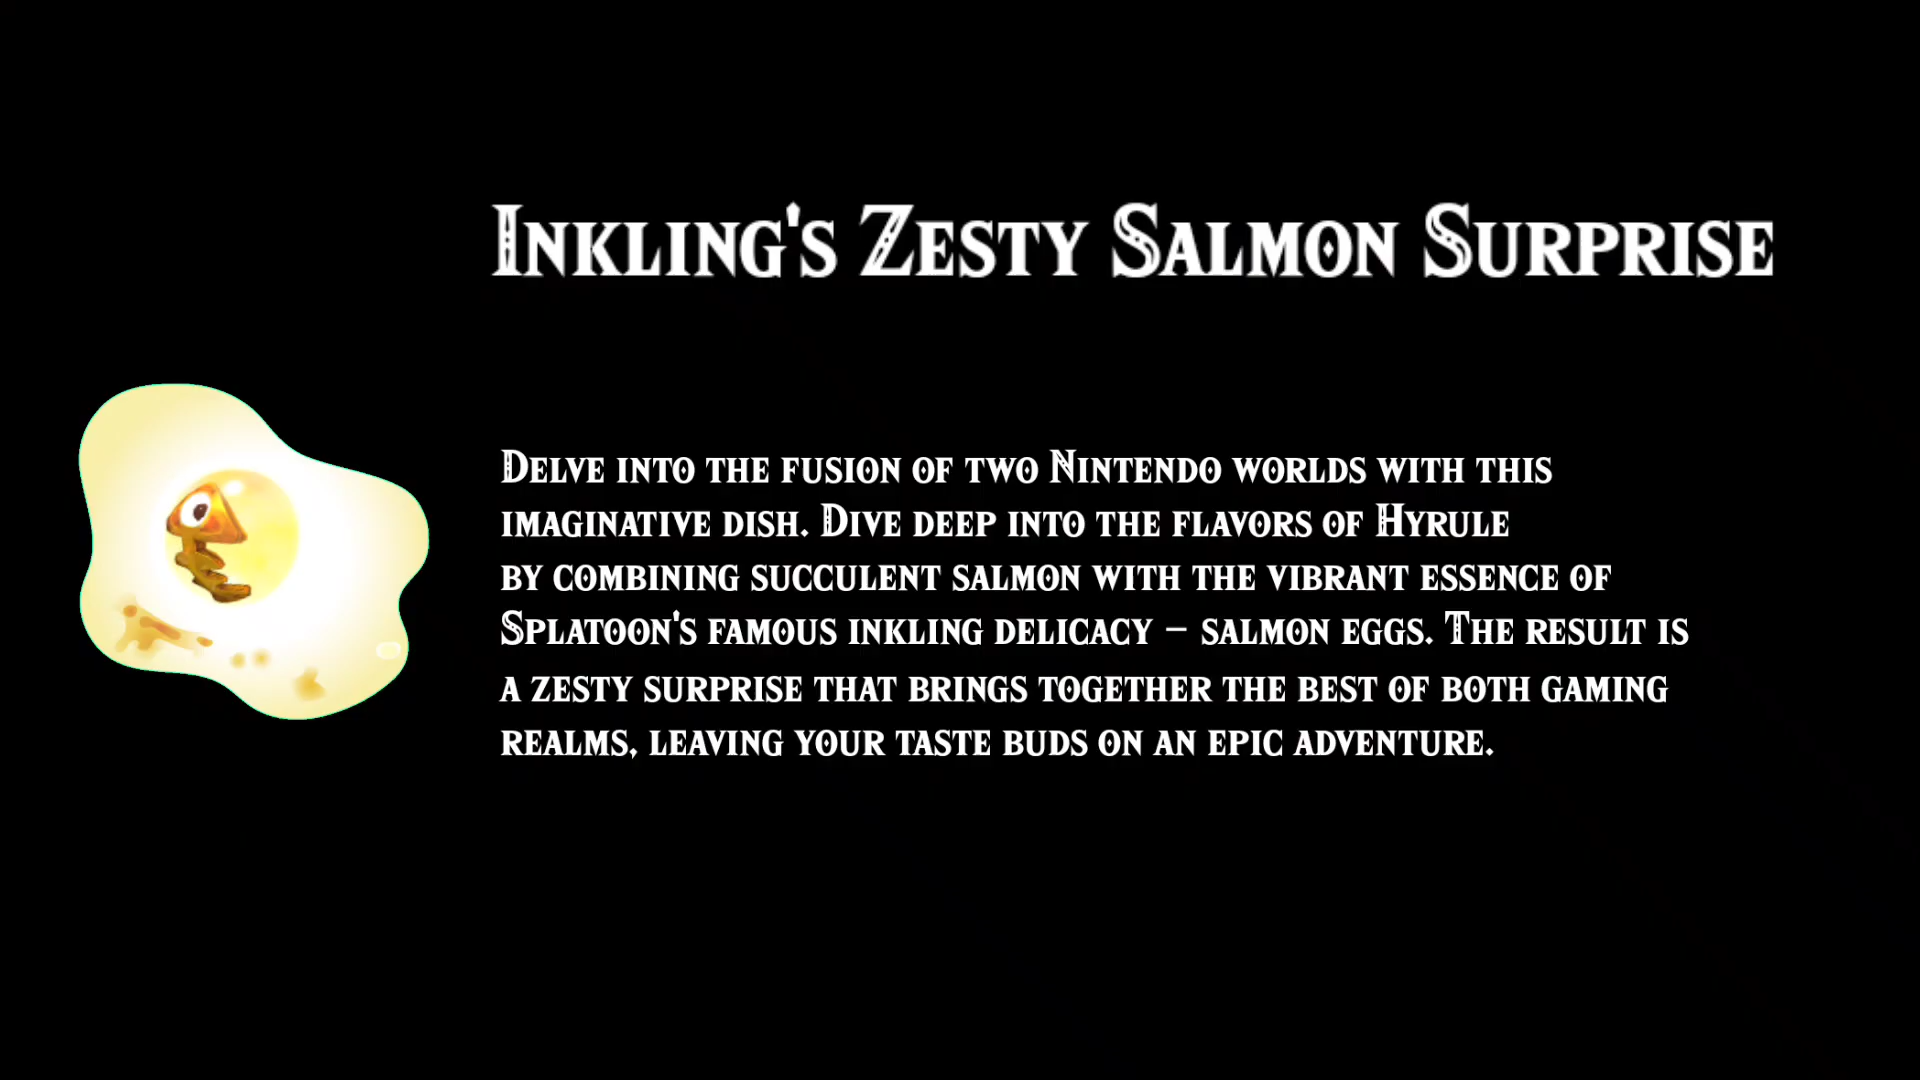 Inkling's Zesty Salmon Surprise
Delve into the fusion of two Nintendo worlds with this
imaginative dish. Dive deep into the flavors of Hyrule
by combining succulent salmon with the vibrant essence of
Splatoon's famous inkling delicacy – salmon eggs. The result is
a zesty surprise that brings together the best of both gaming
realms, leaving your taste buds on an epic adventure.